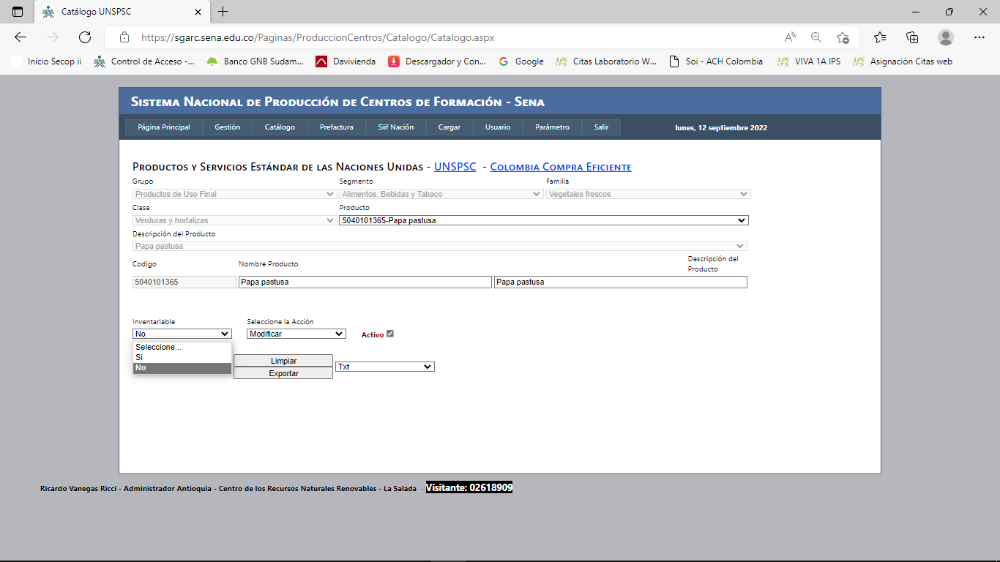 Catálogo UNSPSC
https://sgarc.sena.edu.co/Paginas/ProduccionCentros/Catalogo/Catalogo.aspx
Inicio Secop ii Control de Acceso -... Banco GNB Sudam... Davivienda Descargador y Con... Google Citas Laboratorio W... Soi - ACH Colombia VIVA 1A IPS Asignación Citas web
Sistema Nacional de Producción de Centros de Formación - Sena
Página Principal Gestión Catálogo Prefactura Siif Nación Cargar Usuario Parámetro Salir lunes, 12 septiembre 2022
Productos y Servicios Estándar de las Naciones Unidas - UNSPSC - Colombia Compra Eficiente
Grupo Segmento Familia
Productos de Uso Final Alimentos, Bebidas y Tabaco Vegetales frescos
Clase Producto
Verduras y hortalizas 5040101365-Papa pastusa
Descripción del Producto
Papa pastusa
Codigo Nombre Producto Descripción del
Producto
5040101365 Papa pastusa Papa pastusa
Inventariable Seleccione la Acción
No Modificar Activo
Seleccione...
Si
No
Limpiar
Txt
Exportar
Ricardo Vanegas Ricci - Administrador Antioquia - Centro de los Recursos Naturales Renovables - La Salada - Visitante: 02618909